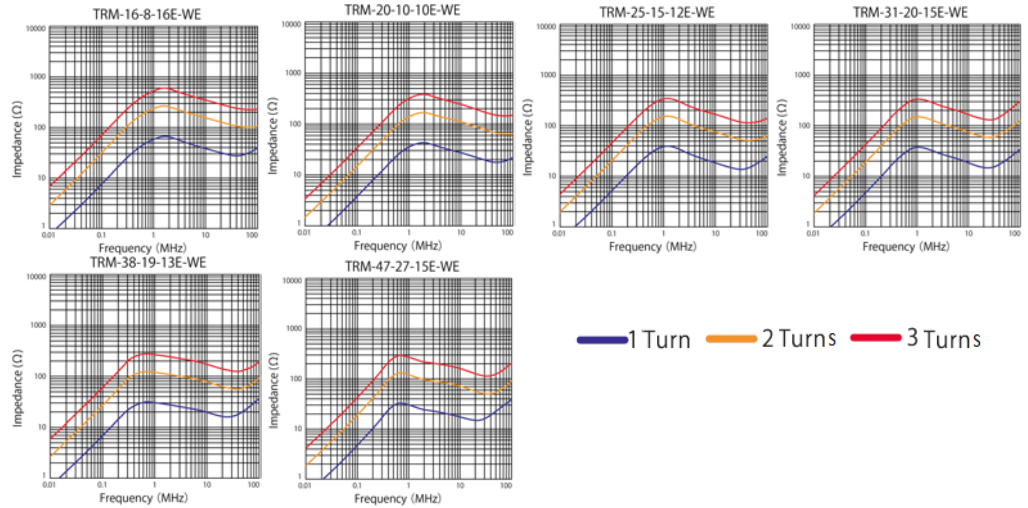 TRM-16-8-16E-WE
10000
1000
100
10
1
Impedance (Ω)
0.01 0.1 1 10 100
Frequency (MHz)
TRM-20-10-10E-WE
10000
1000
100
10
1
Impedance (Ω)
0.01 0.1 1 10 100
Frequency (MHz)
TRM-25-15-12E-WE
10000
1000
100
10
1
Impedance (Ω)
0.01 0.1 1 10 100
Frequency (MHz)
TRM-31-20-15E-WE
10000
1000
100
10
1
Impedance (Ω)
0.01 0.1 1 10 100
Frequency (MHz)
TRM-38-19-13E-WE
10000
1000
100
10
1
Impedance (Ω)
0.01 0.1 1 10 100
Frequency (MHz)
TRM-47-27-15E-WE
10000
1000
100
10
1
Impedance (Ω)
0.01 0.1 1 10 100
Frequency (MHz)
1 Turn 2 Turns 3 Turns